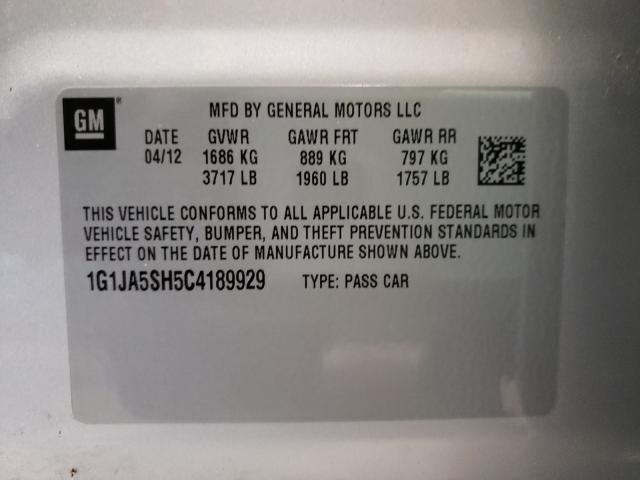 GM®
MFD BY GENERAL MOTORS LLC
DATE GVWR GAWR FRT GAWR RR
04/12 1686 KG 889 KG 797 KG
3717 LB 1960 LB 1757 LB
THIS VEHICLE CONFORMS TO ALL APPLICABLE U.S. FEDERAL MOTOR
VEHICLE SAFETY, BUMPER, AND THEFT PREVENTION STANDARDS IN
EFFECT ON THE DATE OF MANUFACTURE SHOWN ABOVE.
1G1JA5SH5C4189929 TYPE: PASS CAR